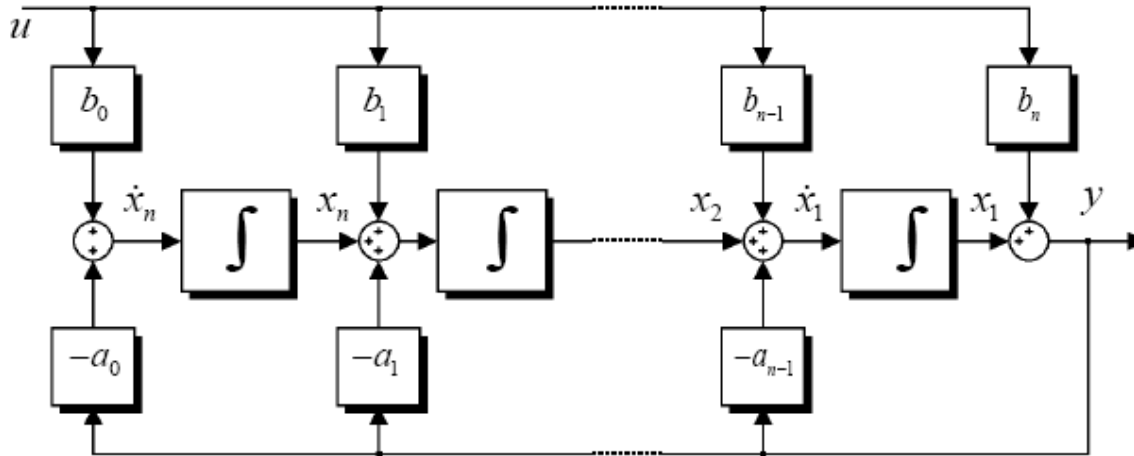 u
b₀ b₁ bₙ₋₁ bₙ
ẋₙ ∫ xₙ ∫ x₂ ẋ₁ ∫ x₁ y
+ + + + + + + + + +
−a₀ −a₁ −aₙ₋₁